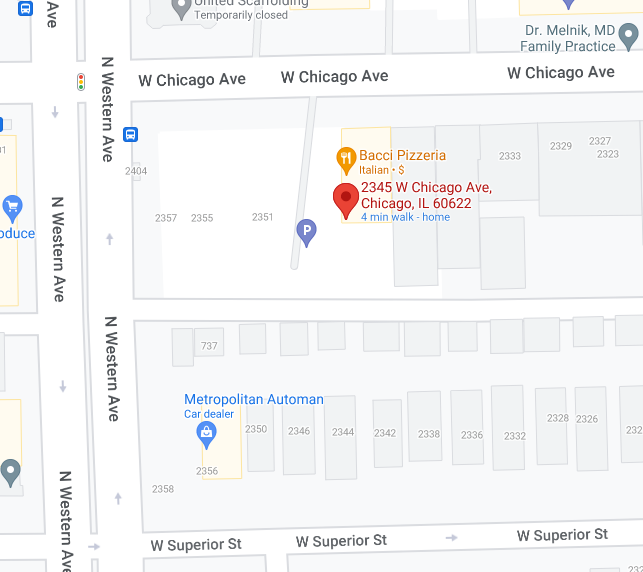 Ave
United Scaffolding
Temporarily closed
Dr. Melnik, MD
Family Practice
W Chicago Ave
W Chicago Ave
W Chicago Ave
N Western Ave
Bacci Pizzeria
Italian • $
2345 W Chicago Ave,
Chicago, IL 60622
4 min walk - home
2404
2333
2329
2327
2323
2357
2355
2351
P
oduce
N Western Ave
N Western Ave
737
Metropolitan Automan
Car dealer
2350
2346
2344
2342
2338
2336
2332
2328
2326
2356
2358
N Western Ave
W Superior St
W Superior St
W Superior St